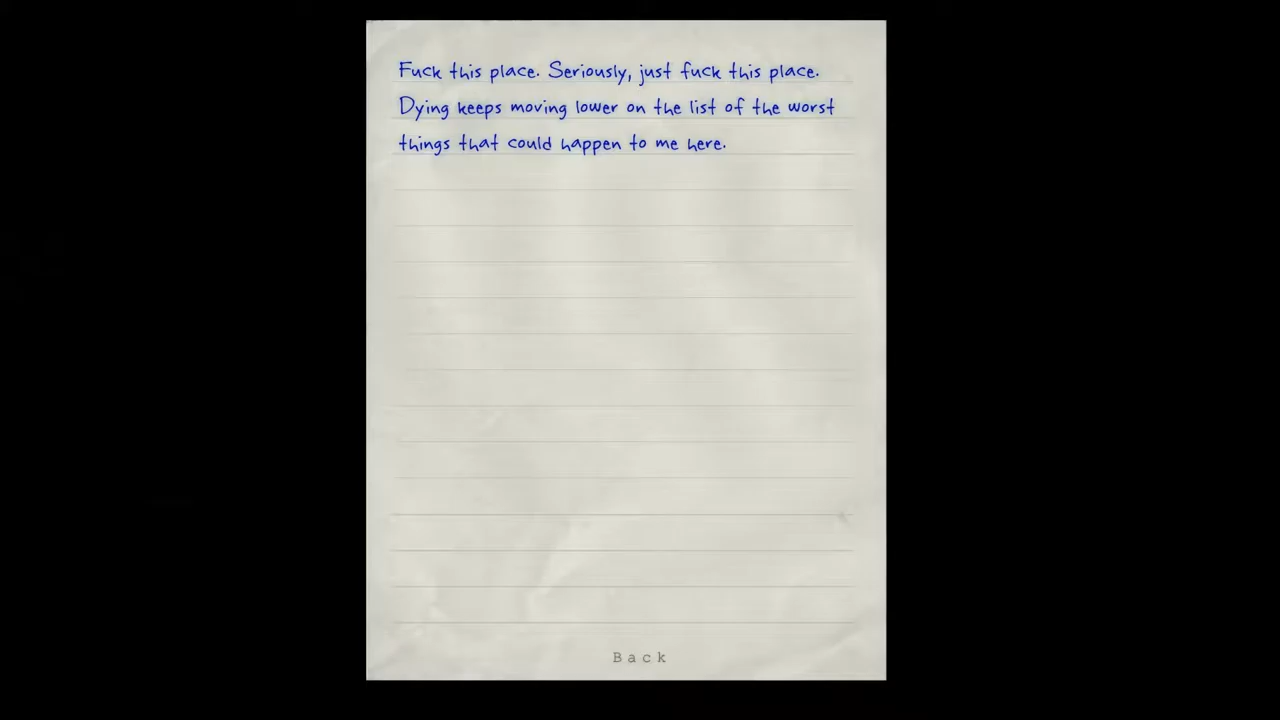 Fuck this place. Seriously, just fuck this place.
Dying keeps moving lower on the list of the worst
things that could happen to me here.
Back